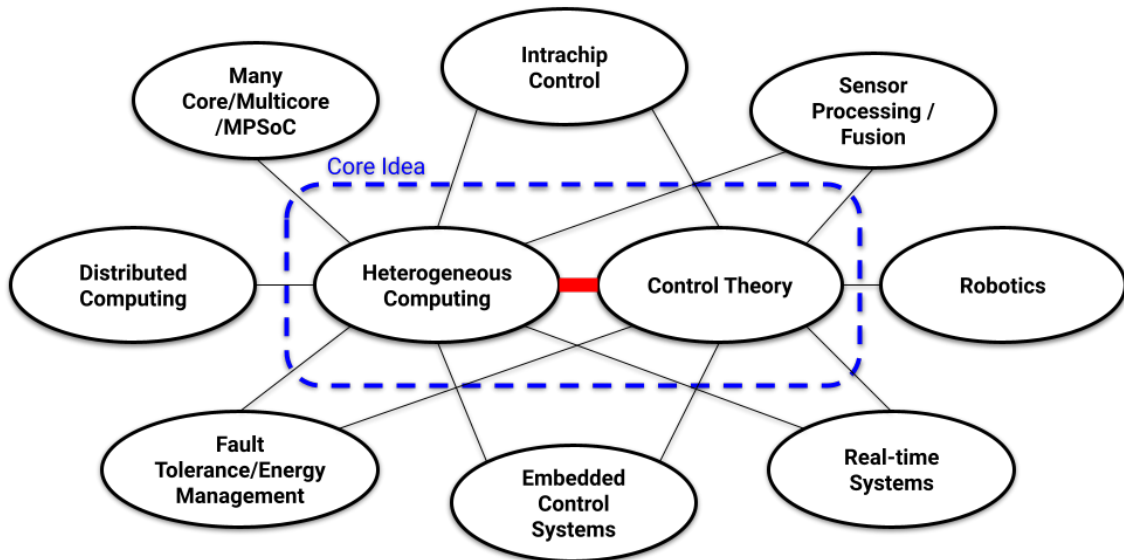 Many
Core/Multicore
/MPSoC
Intrachip
Control
Sensor
Processing /
Fusion
Core Idea
Distributed
Computing
Heterogeneous
Computing
Control Theory
Robotics
Fault
Tolerance/Energy
Management
Embedded
Control
Systems
Real-time
Systems